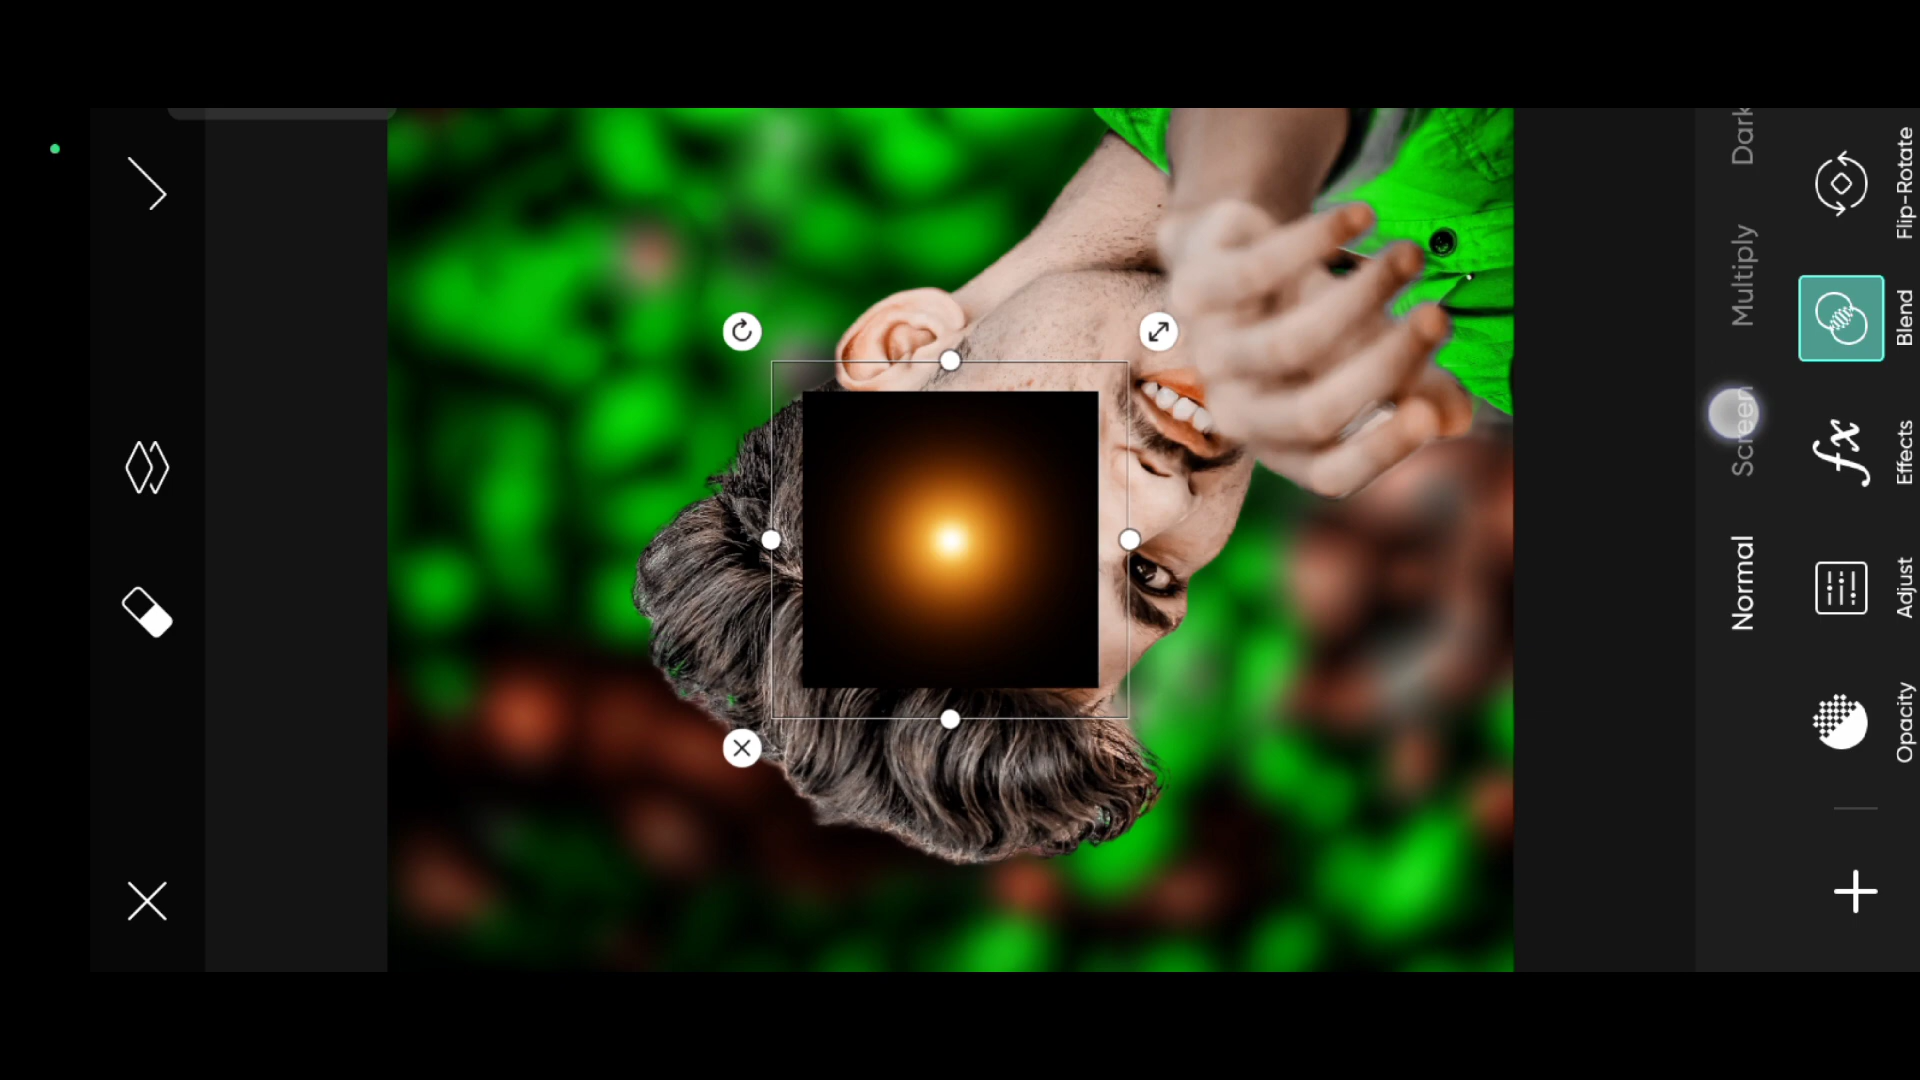 Normal
Screen
Multiply
Dark
Opacity
Adjust
Effects
Blend
Flip-Rotate